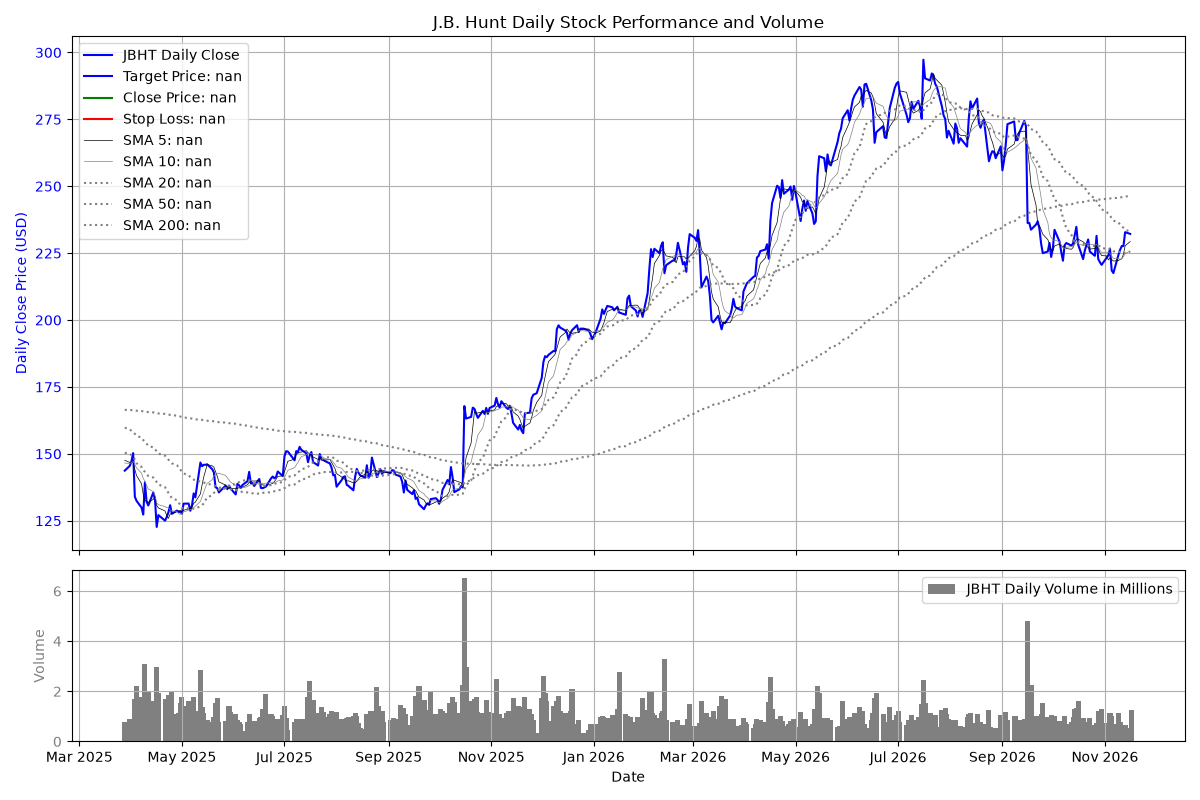 J.B. Hunt Daily Stock Performance and Volume
300
275
250
225
200
175
150
125
Daily Close Price (USD)
JBHT Daily Close
Target Price: nan
Close Price: nan
Stop Loss: nan
SMA 5: nan
SMA 10: nan
SMA 20: nan
SMA 50: nan
SMA 200: nan
6
4
2
0
Volume
JBHT Daily Volume in Millions
Mar 2025 May 2025 Jul 2025 Sep 2025 Nov 2025 Jan 2026 Mar 2026 May 2026 Jul 2026 Sep 2026 Nov 2026
Date